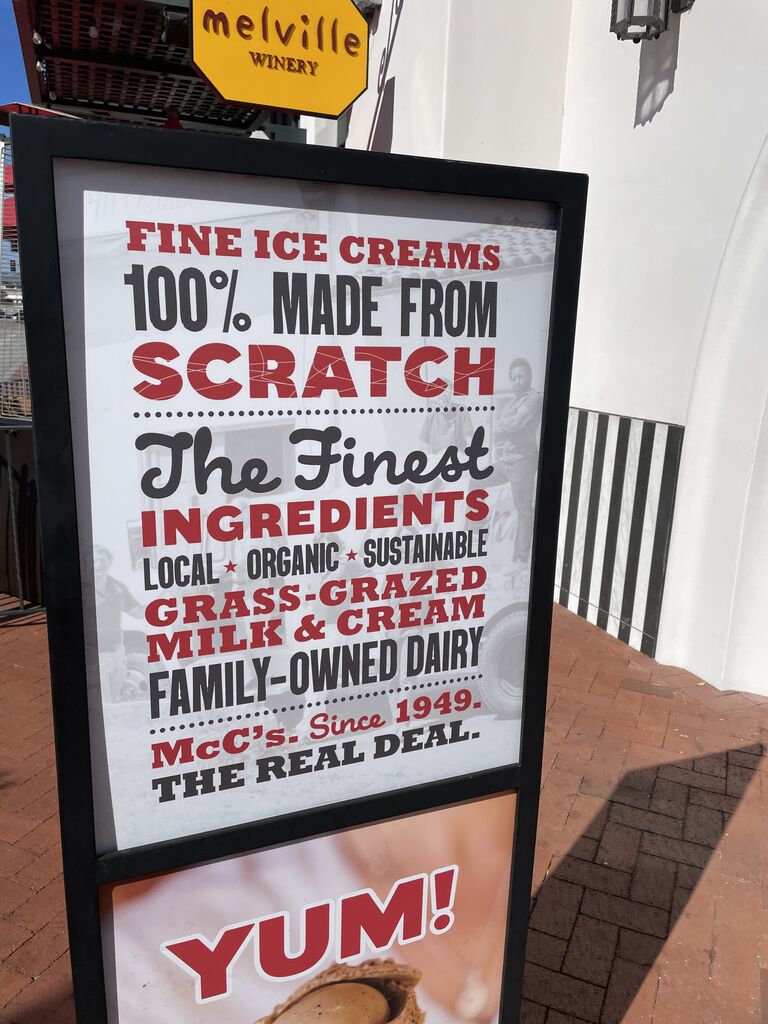 melville
WINERY
FINE ICE CREAMS
100% MADE FROM
SCRATCH
The Finest
INGREDIENTS
LOCAL ★ ORGANIC ★ SUSTAINABLE
GRASS-GRAZED
MILK & CREAM
FAMILY-OWNED DAIRY
McC's. Since 1949.
THE REAL DEAL.
YUM!